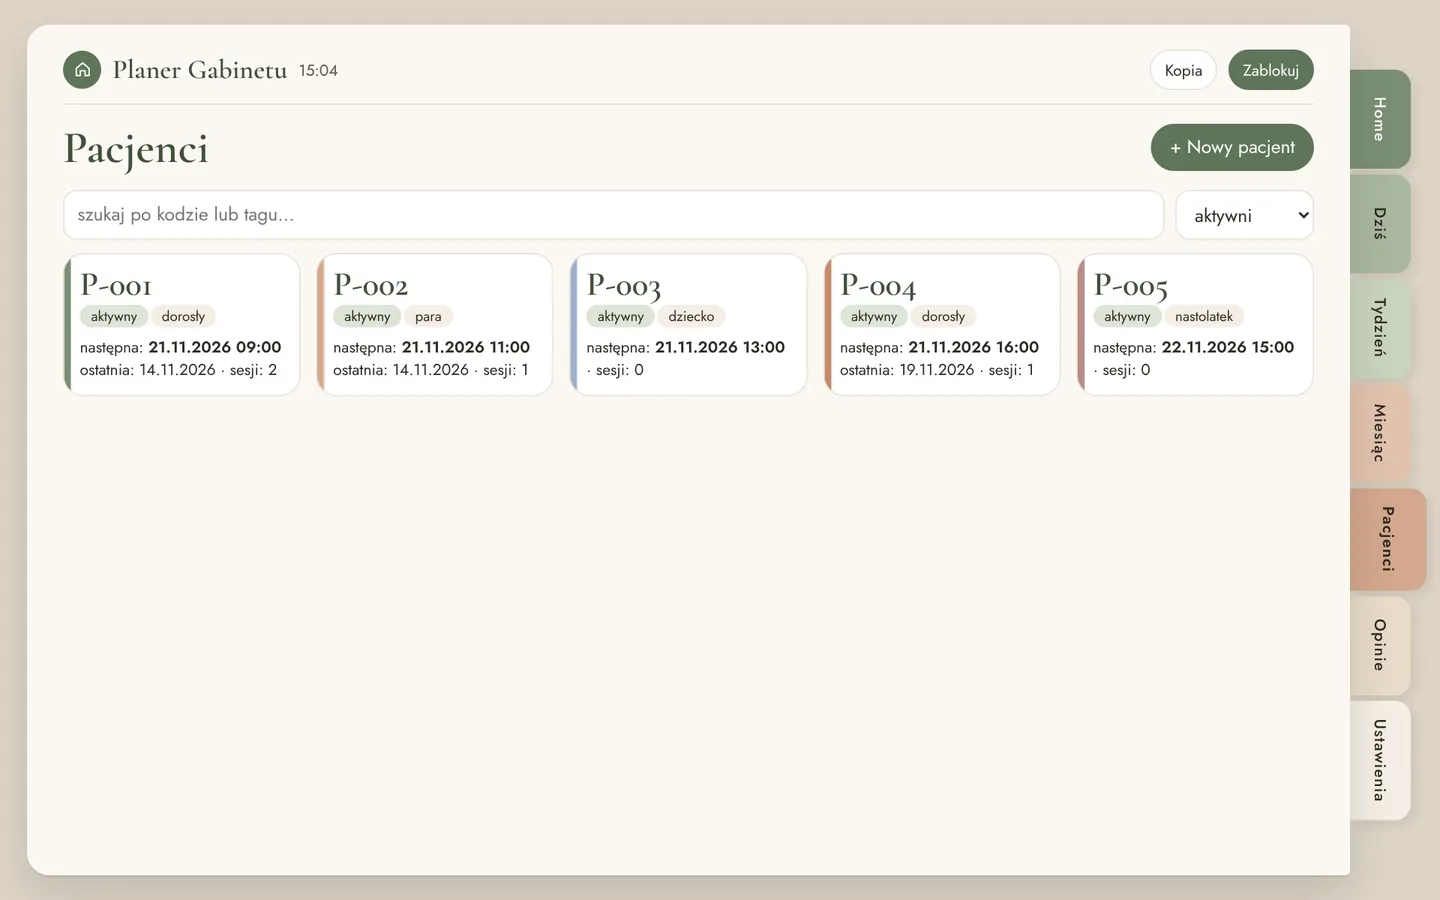 Planer Gabinetu 15:04
Kopia
Zablokuj
Pacjenci
+ Nowy pacjent
szukaj po kodzie lub tagu...
aktywni
P-001
aktywny dorosły
następna: 21.11.2026 09:00
ostatnia: 14.11.2026 · sesji: 2
P-002
aktywny para
następna: 21.11.2026 11:00
ostatnia: 14.11.2026 · sesji: 1
P-003
aktywny dziecko
następna: 21.11.2026 13:00
· sesji: 0
P-004
aktywny dorosły
następna: 21.11.2026 16:00
ostatnia: 19.11.2026 · sesji: 1
P-005
aktywny nastolatek
następna: 22.11.2026 15:00
· sesji: 0
Home
Dziś
Tydzień
Miesiąc
Pacjenci
Opinie
Ustawienia